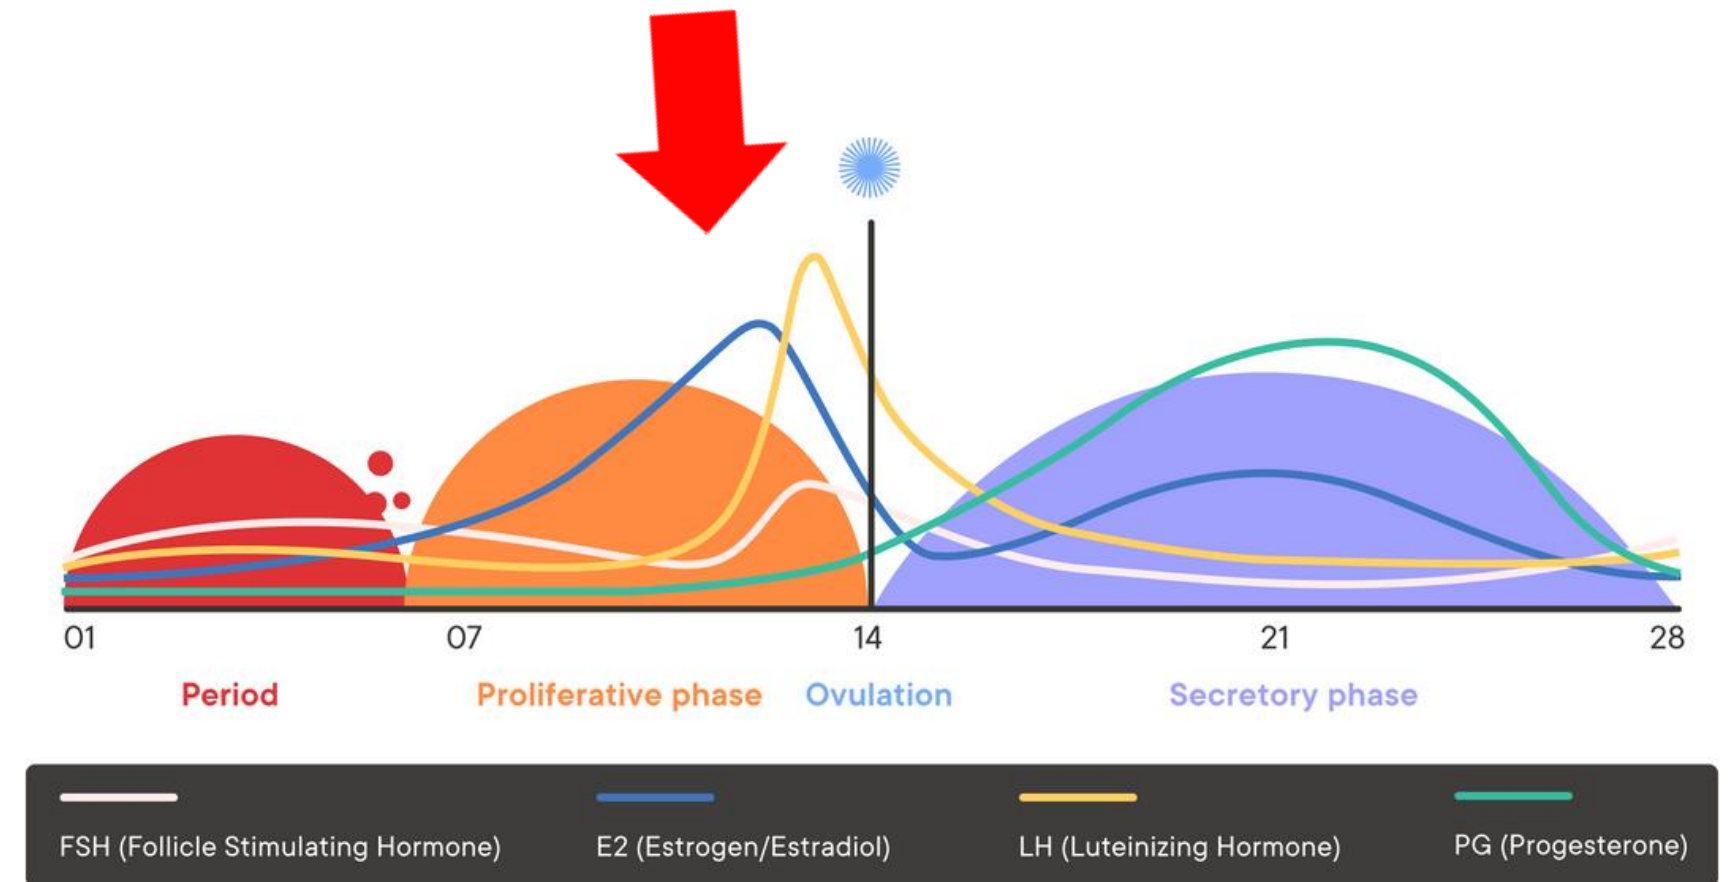 01 07 14 21 28
Period Proliferative phase Ovulation Secretory phase
FSH (Follicle Stimulating Hormone) E2 (Estrogen/Estradiol) LH (Luteinizing Hormone) PG (Progesterone)